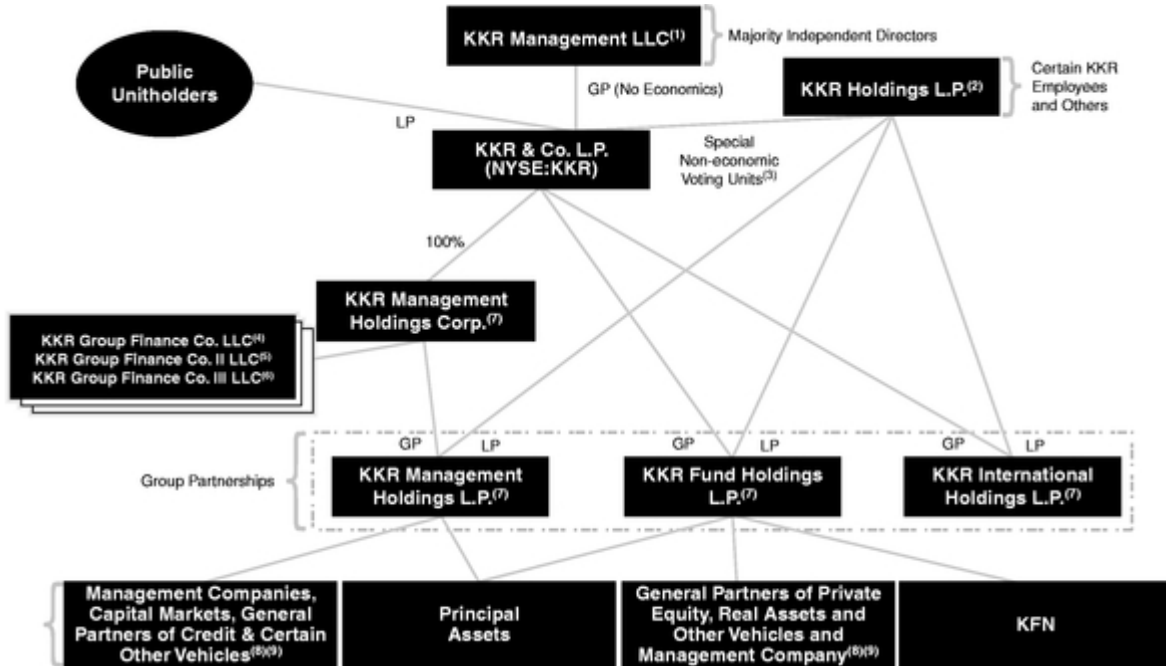 KKR Management LLC(1)
Majority Independent Directors
Public
Unitholders
GP (No Economics)
KKR Holdings L.P.(2)
Certain KKR
Employees
and Others
LP
KKR & Co. L.P.
(NYSE:KKR)
Special
Non-economic
Voting Units(3)
100%
KKR Management
Holdings Corp.(7)
KKR Group Finance Co. LLC(4)
KKR Group Finance Co. II LLC(5)
KKR Group Finance Co. III LLC(6)
GP LP GP LP GP LP
Group Partnerships
KKR Management
Holdings L.P.(7)
KKR Fund Holdings
L.P.(7)
KKR International
Holdings L.P.(7)
Management Companies,
Capital Markets, General
Partners of Credit & Certain
Other Vehicles(8)(9)
Principal
Assets
General Partners of Private
Equity, Real Assets and
Other Vehicles and
Management Company(8)(9)
KFN